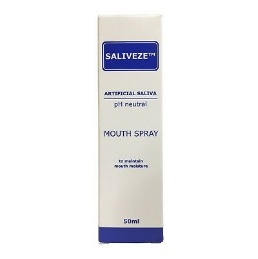 SALIVEZE™
ARTIFICIAL SALIVA
pH neutral
MOUTH SPRAY
to maintain
mouth moisture
50ml